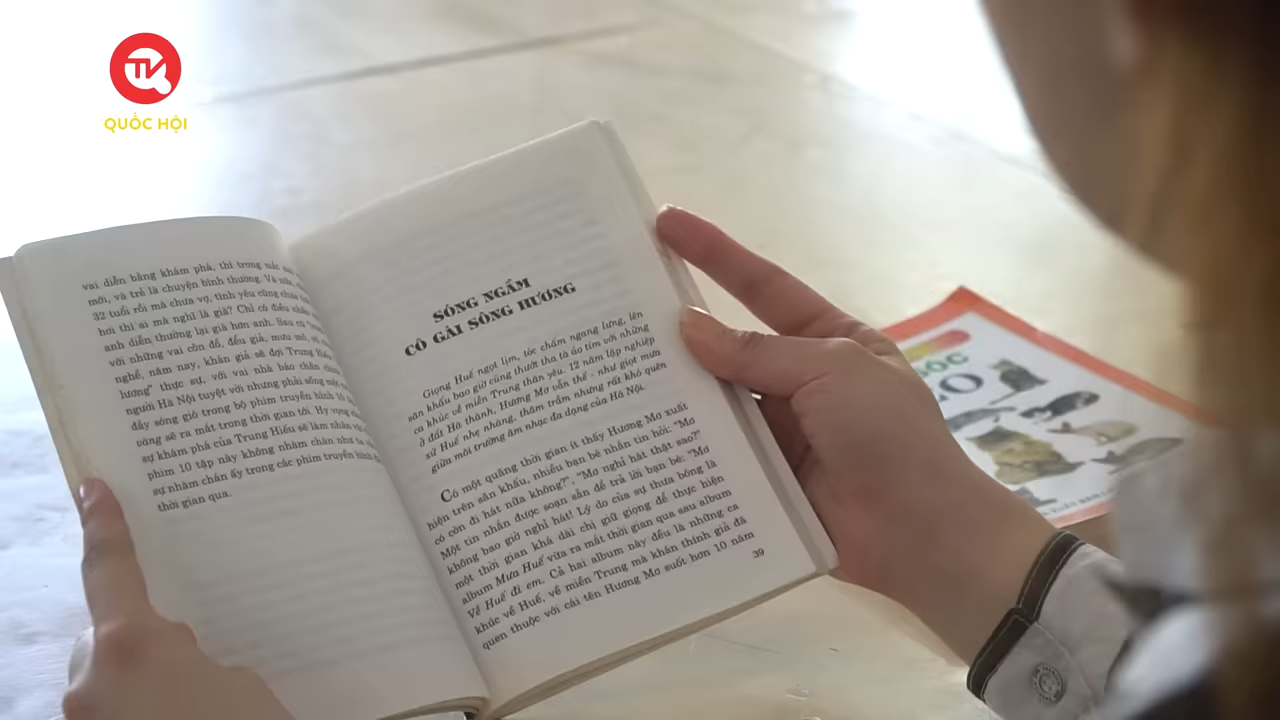 TV
QUỐC HỘI
vai diễn bằng khám phá, thì trong mắc
mới, và trẻ là chuyện bình thường. Và nữa,
32 tuổi rồi mà chưa vợ, tình yêu cũng chưa
hơi thì ai mà nghĩ là già? Chỉ có điều
anh diễn thường lại già hơn anh. Sau cú
với những vai côn đồ, đểu giả, mưu mô,
nghề, năm nay, khán giả sẽ đợi Trung Hiếu
lương" thực sự, với vai nhà báo chân
người Hà Nội tuyệt vời nhưng phải sống một
đầy sóng gió trong bộ phim truyền hình 10
vàng sẽ ra mắt trong thời gian tới. Hy vọng
sự khám phá của Trung Hiếu sẽ làm nhân
phim 10 tập này không nhàm chán như
sự nhàm chán ấy trong các phim truyền hình
thời gian qua.
SÓNG NGẦM
CÔ GÁI SÔNG HƯƠNG
Giọng Huế ngọt lịm, tóc chấm ngang lưng, lên
sân khấu bao giờ cũng thướt tha tà áo tím với những
ca khúc về miền Trung thân yêu. 12 năm lập nghiệp
ở đất Hà thành, Hương Mơ vẫn thế - như giọt mưa
xứ Huế nhẹ nhàng, thâm trầm nhưng rất khó quên
giữa môi trường âm nhạc đa dạng của Hà Nội.
Có một quãng thời gian ít thấy Hương Mơ xuất
hiện trên sân khấu, nhiều bạn bè nhắn tin hỏi: "Mơ
có còn đi hát nữa không?". "Mơ nghỉ hát thật sao?"
Một tin nhắn được soạn sẵn để trả lời bạn bè: "Mơ
không bao giờ nghỉ hát! Lý do của sự thưa bóng là
một thời gian khá dài chị giữ giọng để thực hiện
album Mưa Huế vừa ra mắt thời gian qua sau album
Về Huế đi em. Cả hai album này đều là những ca
khúc về Huế, về miền Trung mà khán thính giả đã
quen thuộc với cái tên Hương Mơ suốt hơn 10 năm
39